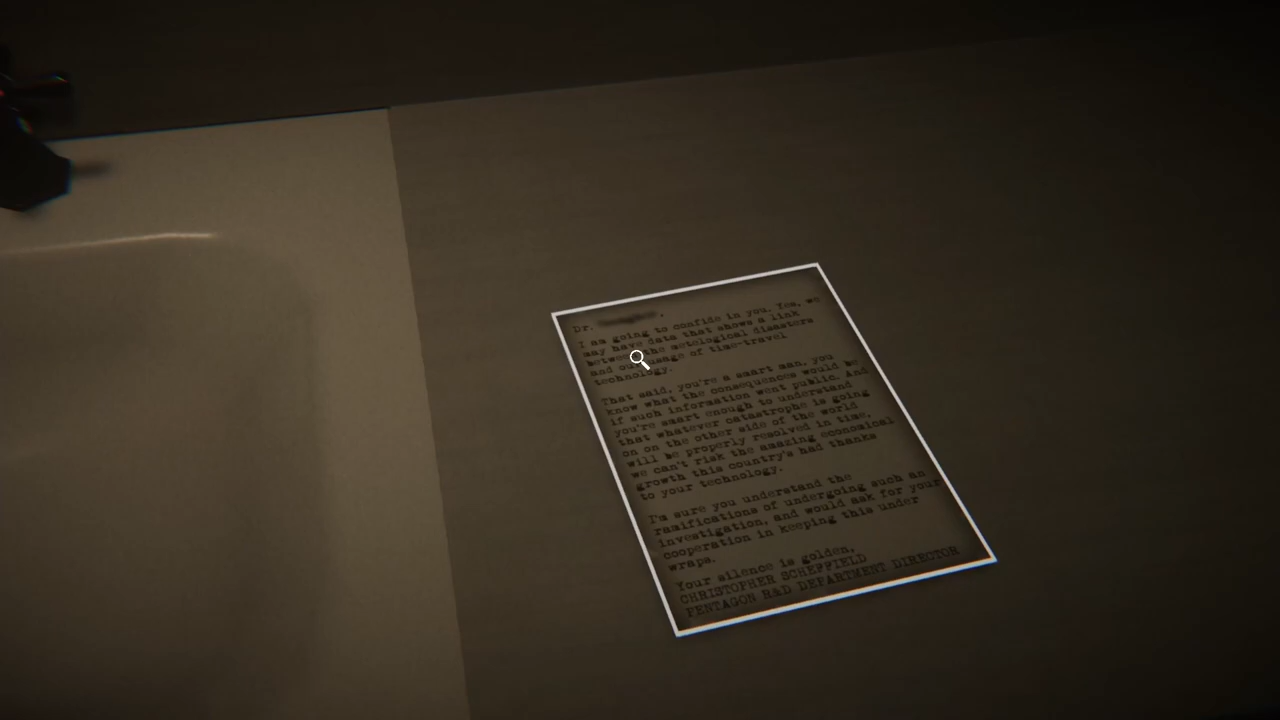 Dr.
I am going to confide in you. Yes, we
may have data that shows a link
between the metelogical disasters
and our usage of time-travel
technology.
That said, you're a smart man, you
know what the consequences would be
if such information went public. And
you're smart enough to understand
that whatever catastrophe is going
on on the other side of the world
will be properly resolved in time,
we can't risk the amazing economical
growth this country's had thanks
to your technology.
I'm sure you understand the
ramifications of undergoing such an
investigation, and would ask for your
cooperation in keeping this under
wraps.
Your silence is golden,
CHRISTOPHER SCHEFFIELD
PENTAGON R&D DEPARTMENT DIRECTOR